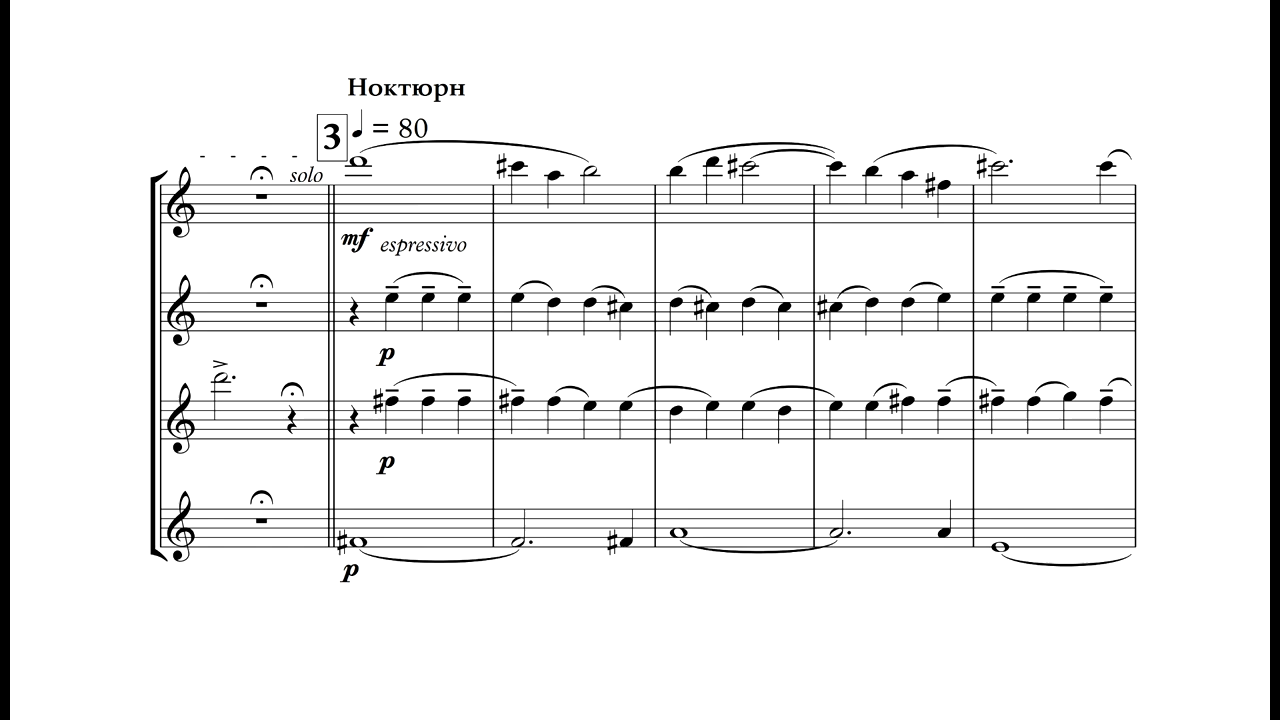 Ноктюрн
3 ♩ = 80
- - - - solo
mf espressivo
p
p
p